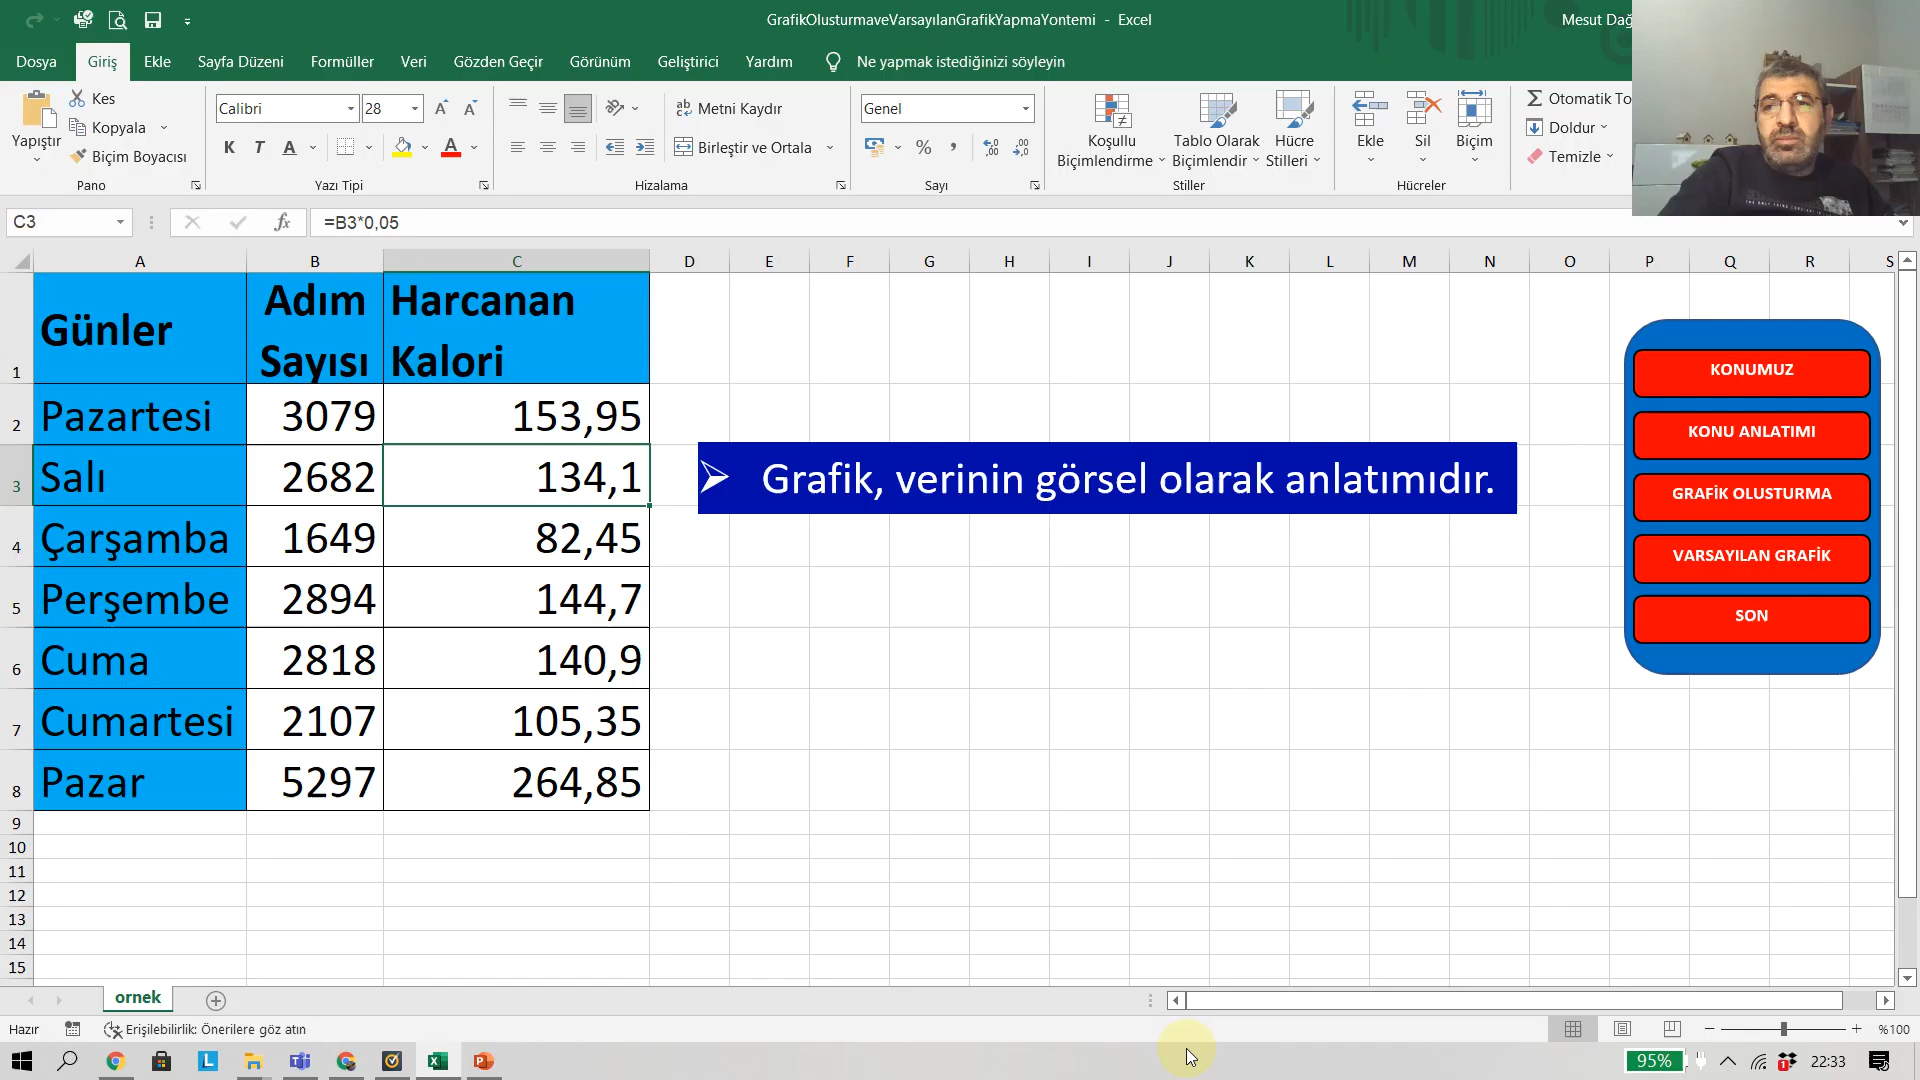 GrafikOlusturmaveVarsayılanGrafikYapmaYontemi - Excel
Mesut Dağ
Dosya Giriş Ekle Sayfa Düzeni Formüller Veri Gözden Geçir Görünüm Geliştirici Yardım Ne yapmak istediğinizi söyleyin
Yapıştır
Kes
Kopyala
Biçim Boyacısı
Pano
Calibri 28
K T A
Yazı Tipi
Metni Kaydır
Birleştir ve Ortala
Hizalama
Genel
Sayı
Koşullu Biçimlendirme
Tablo Olarak Biçimlendir
Hücre Stilleri
Stiller
Ekle Sil Biçim
Hücreler
Otomatik To
Doldur
Temizle
C3 fx =B3*0,05
A B C D E F G H I J K L M N O P Q R S
1 Günler Adım Sayısı Harcanan Kalori
2 Pazartesi 3079 153,95
3 Salı 2682 134,1
4 Çarşamba 1649 82,45
5 Perşembe 2894 144,7
6 Cuma 2818 140,9
7 Cumartesi 2107 105,35
8 Pazar 5297 264,85
9
10
11
12
13
14
15
Grafik, verinin görsel olarak anlatımıdır.
KONUMUZ
KONU ANLATIMI
GRAFİK OLUSTURMA
VARSAYILAN GRAFİK
SON
ornek
Hazır Erişilebilirlik: Önerilere göz atın %100
95% 22:33